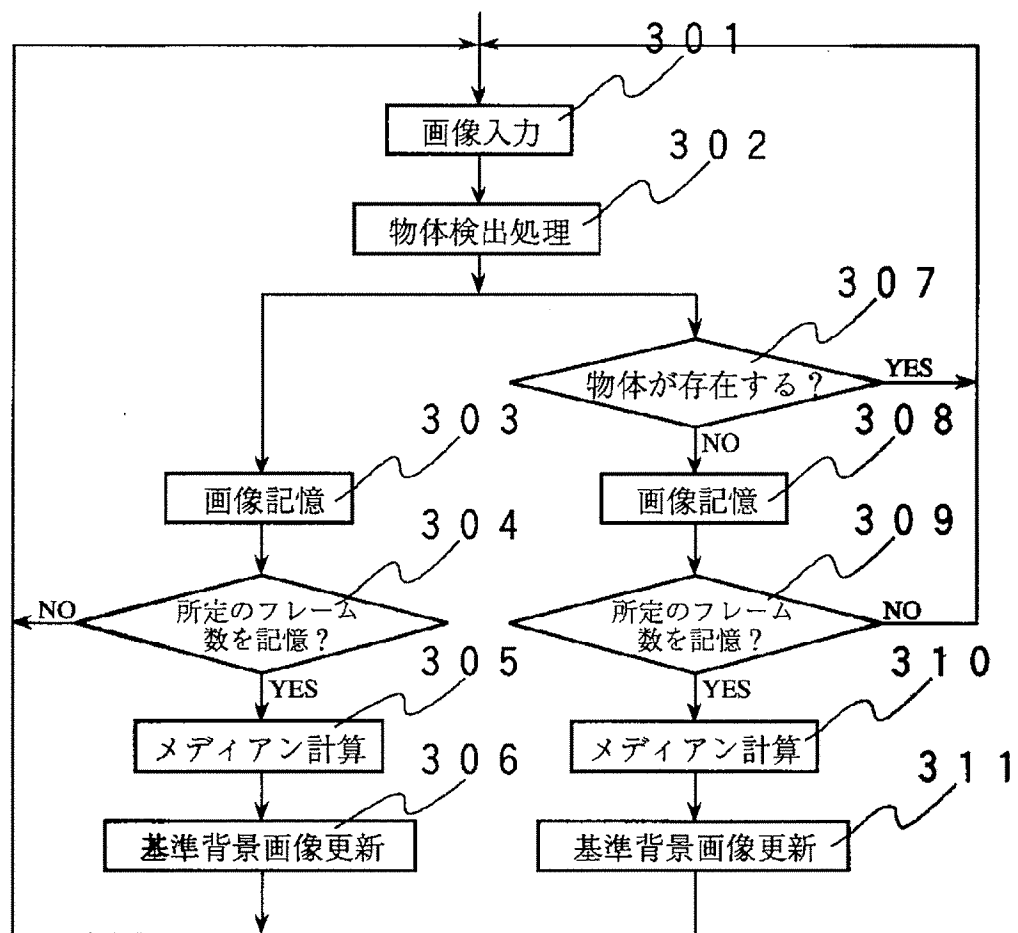 301
画像入力
302
物体検出処理
307
物体が存在する？
YES
NO
303
画像記憶
308
画像記憶
304
所定のフレーム
数を記憶？
NO
YES
309
所定のフレーム
数を記憶？
NO
YES
305
メディアン計算
310
メディアン計算
306
基準背景画像更新
311
基準背景画像更新